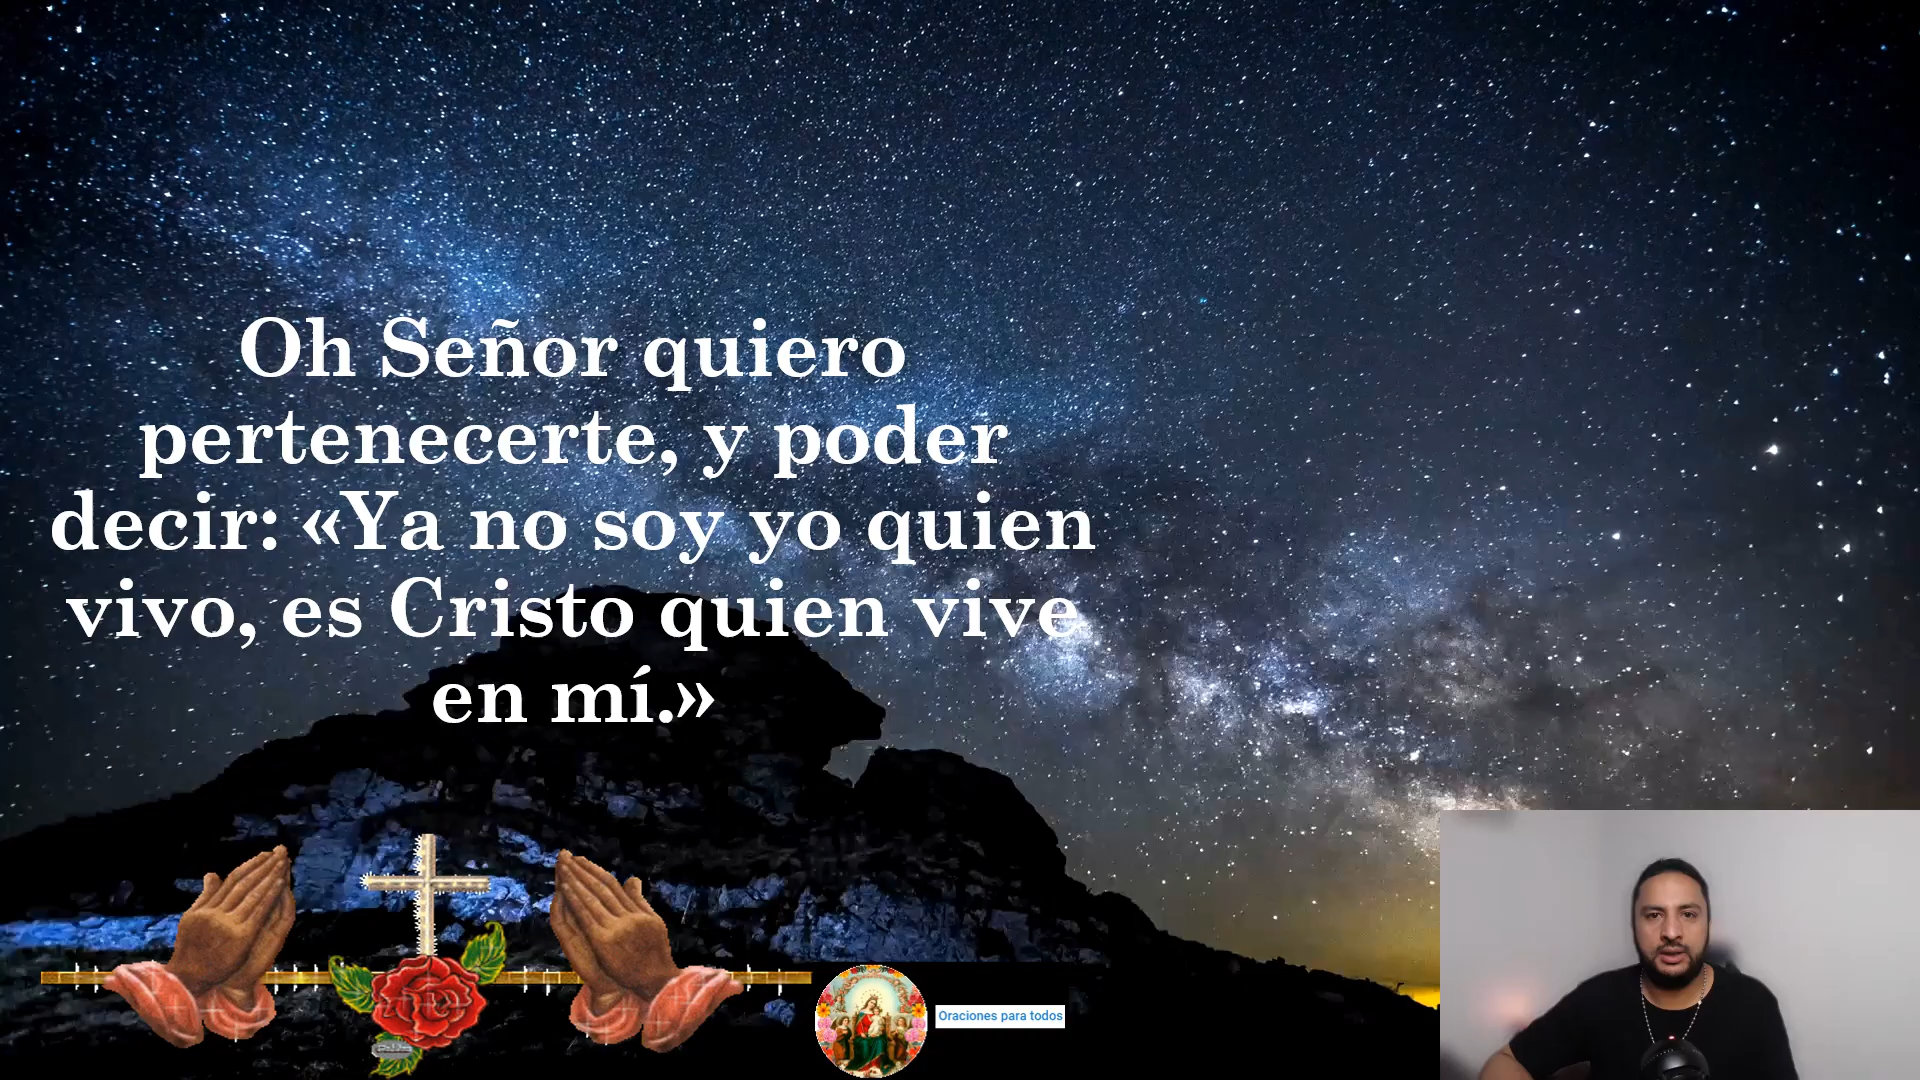 Oh Señor quiero
pertenecerte, y poder
decir: «Ya no soy yo quien
vivo, es Cristo quien vive
en mí.»
Oraciones para todos